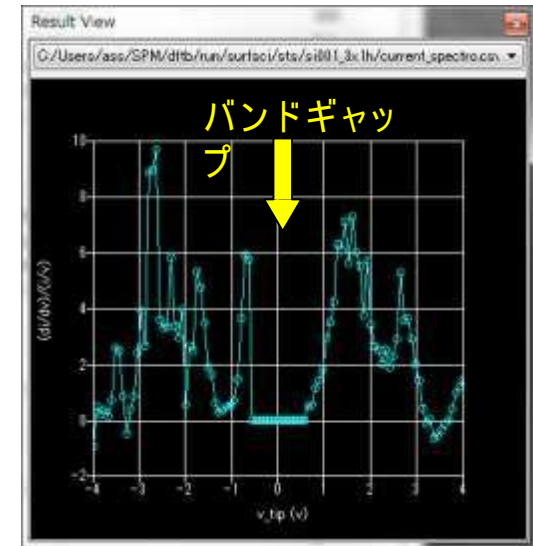 Result View
C:/Users/ass/SPM/dftb/run/surfsci/sts/si001_3x1h/current_spectro.csv
バンドギャッ
プ
10
8
6
4
2
0
-2
(di/dv)/(i/v)
-4 -3 -2 -1 0 1 2 3 4
v_tip (v)